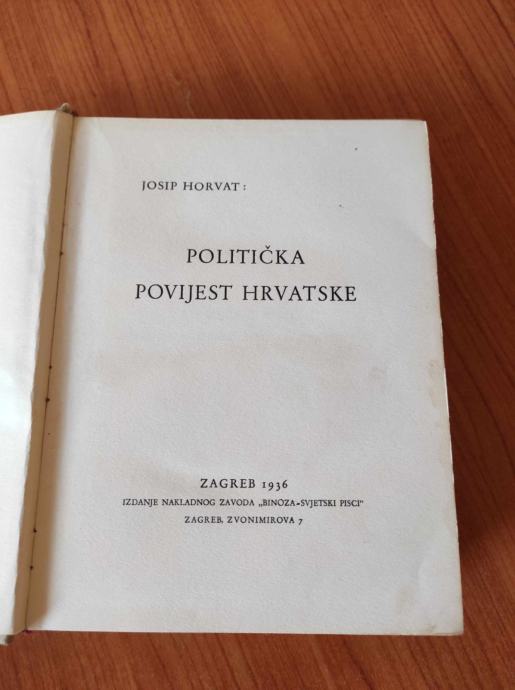 JOSIP HORVAT:
POLITIČKA
POVIJEST HRVATSKE
ZAGREB 1936
IZDANJE NAKLADNOG ZAVODA „BINOZA-SVJETSKI PISCI“
ZAGREB, ZVONIMIROVA 7